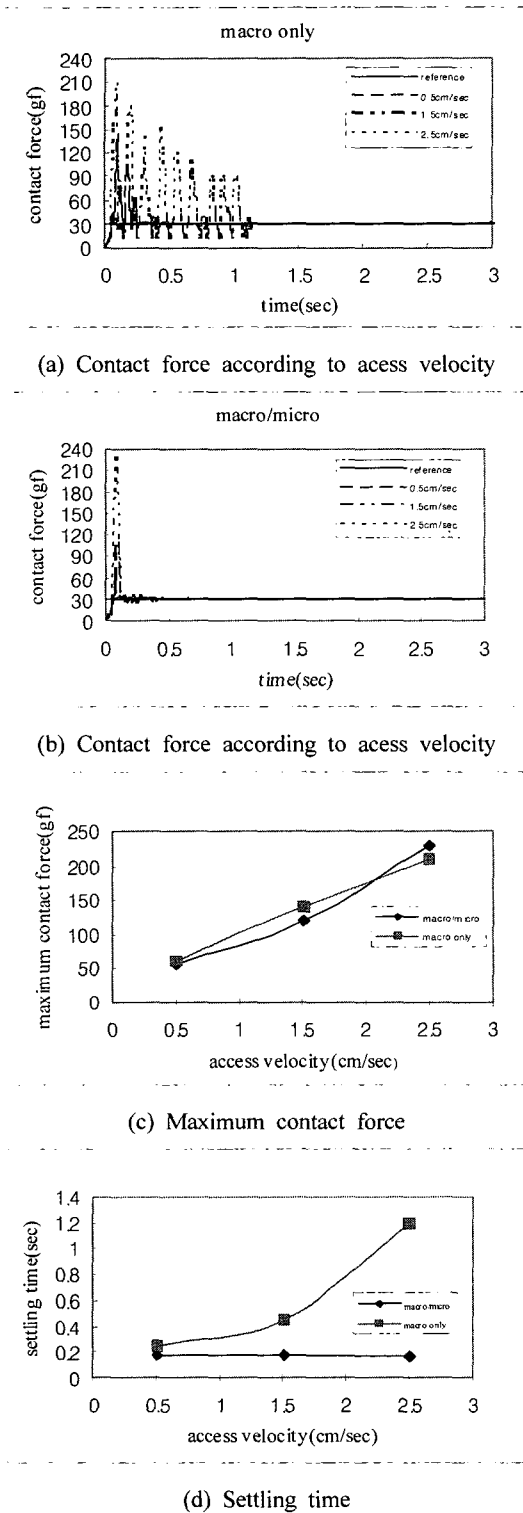 macro only
contact force(gf)
240
210
180
150
120
90
60
30
0
reference
0.5cm/sec
1.5cm/sec
2.5cm/sec
0 0.5 1 1.5 2 2.5 3
time(sec)
(a) Contact force according to acess velocity
macro/micro
contact force(gf)
240
210
180
150
120
90
60
30
0
reference
0.5cm/sec
1.5cm/sec
2.5cm/sec
0 0.5 1 1.5 2 2.5 3
time(sec)
(b) Contact force according to acess velocity
maximum contact force(gf)
250
200
150
100
50
0
macro/micro
macro only
0 0.5 1 1.5 2 2.5 3
access velocity(cm/sec)
(c) Maximum contact force
settling time(sec)
1.4
1.2
1
0.8
0.6
0.4
0.2
0
macro/micro
macro only
0 0.5 1 1.5 2 2.5 3
access velocity(cm/sec)
(d) Settling time